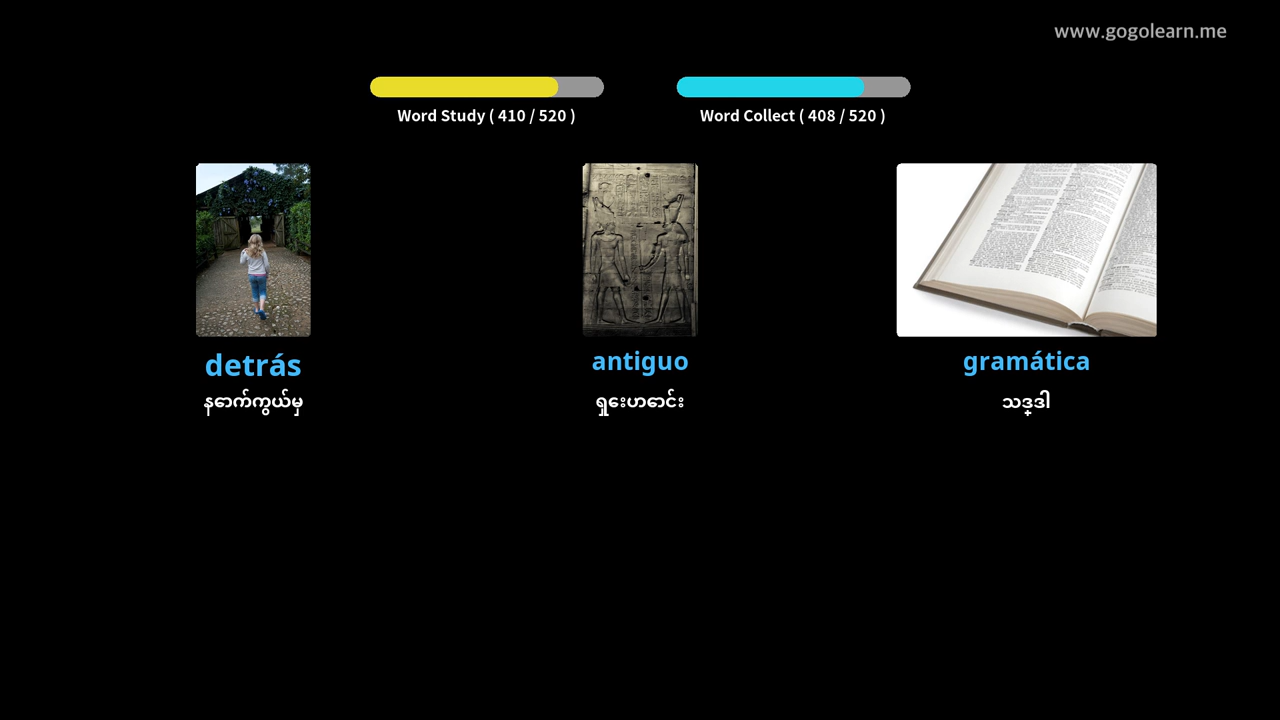 www.gogolearn.me
Word Study ( 410 / 520 )
Word Collect ( 408 / 520 )
detrás
antiguo
gramática
နောက်ကွယ်မှ
ရှေးဟောင်း
သဒ္ဒါ